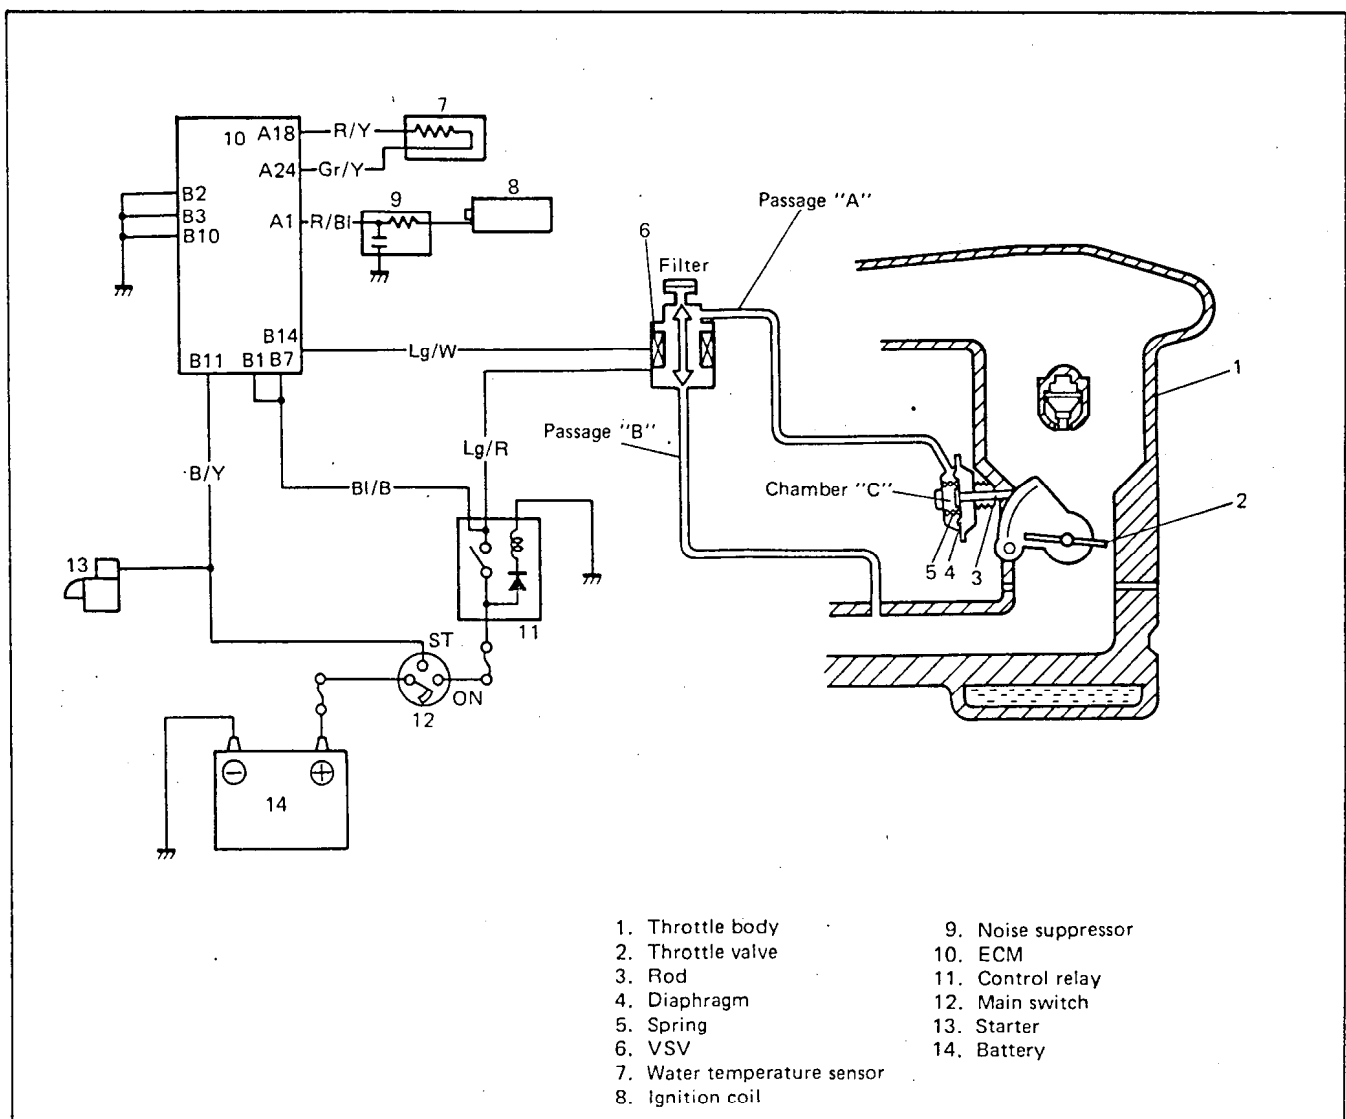 7
10 A18 R/Y
A24 Gr/Y
9
8
B2
B3
A1 R/Bl
B10
Passage "A"
6
Filter
B14
Lg/W
B11 B1 B7
1
Passage "B"
Lg/R
B/Y
Bl/B
Chamber "C"
2
5 4 3
13
11
ST
ON
12
14
1. Throttle body
2. Throttle valve
3. Rod
4. Diaphragm
5. Spring
6. VSV
7. Water temperature sensor
8. Ignition coil
9. Noise suppressor
10. ECM
11. Control relay
12. Main switch
13. Starter
14. Battery